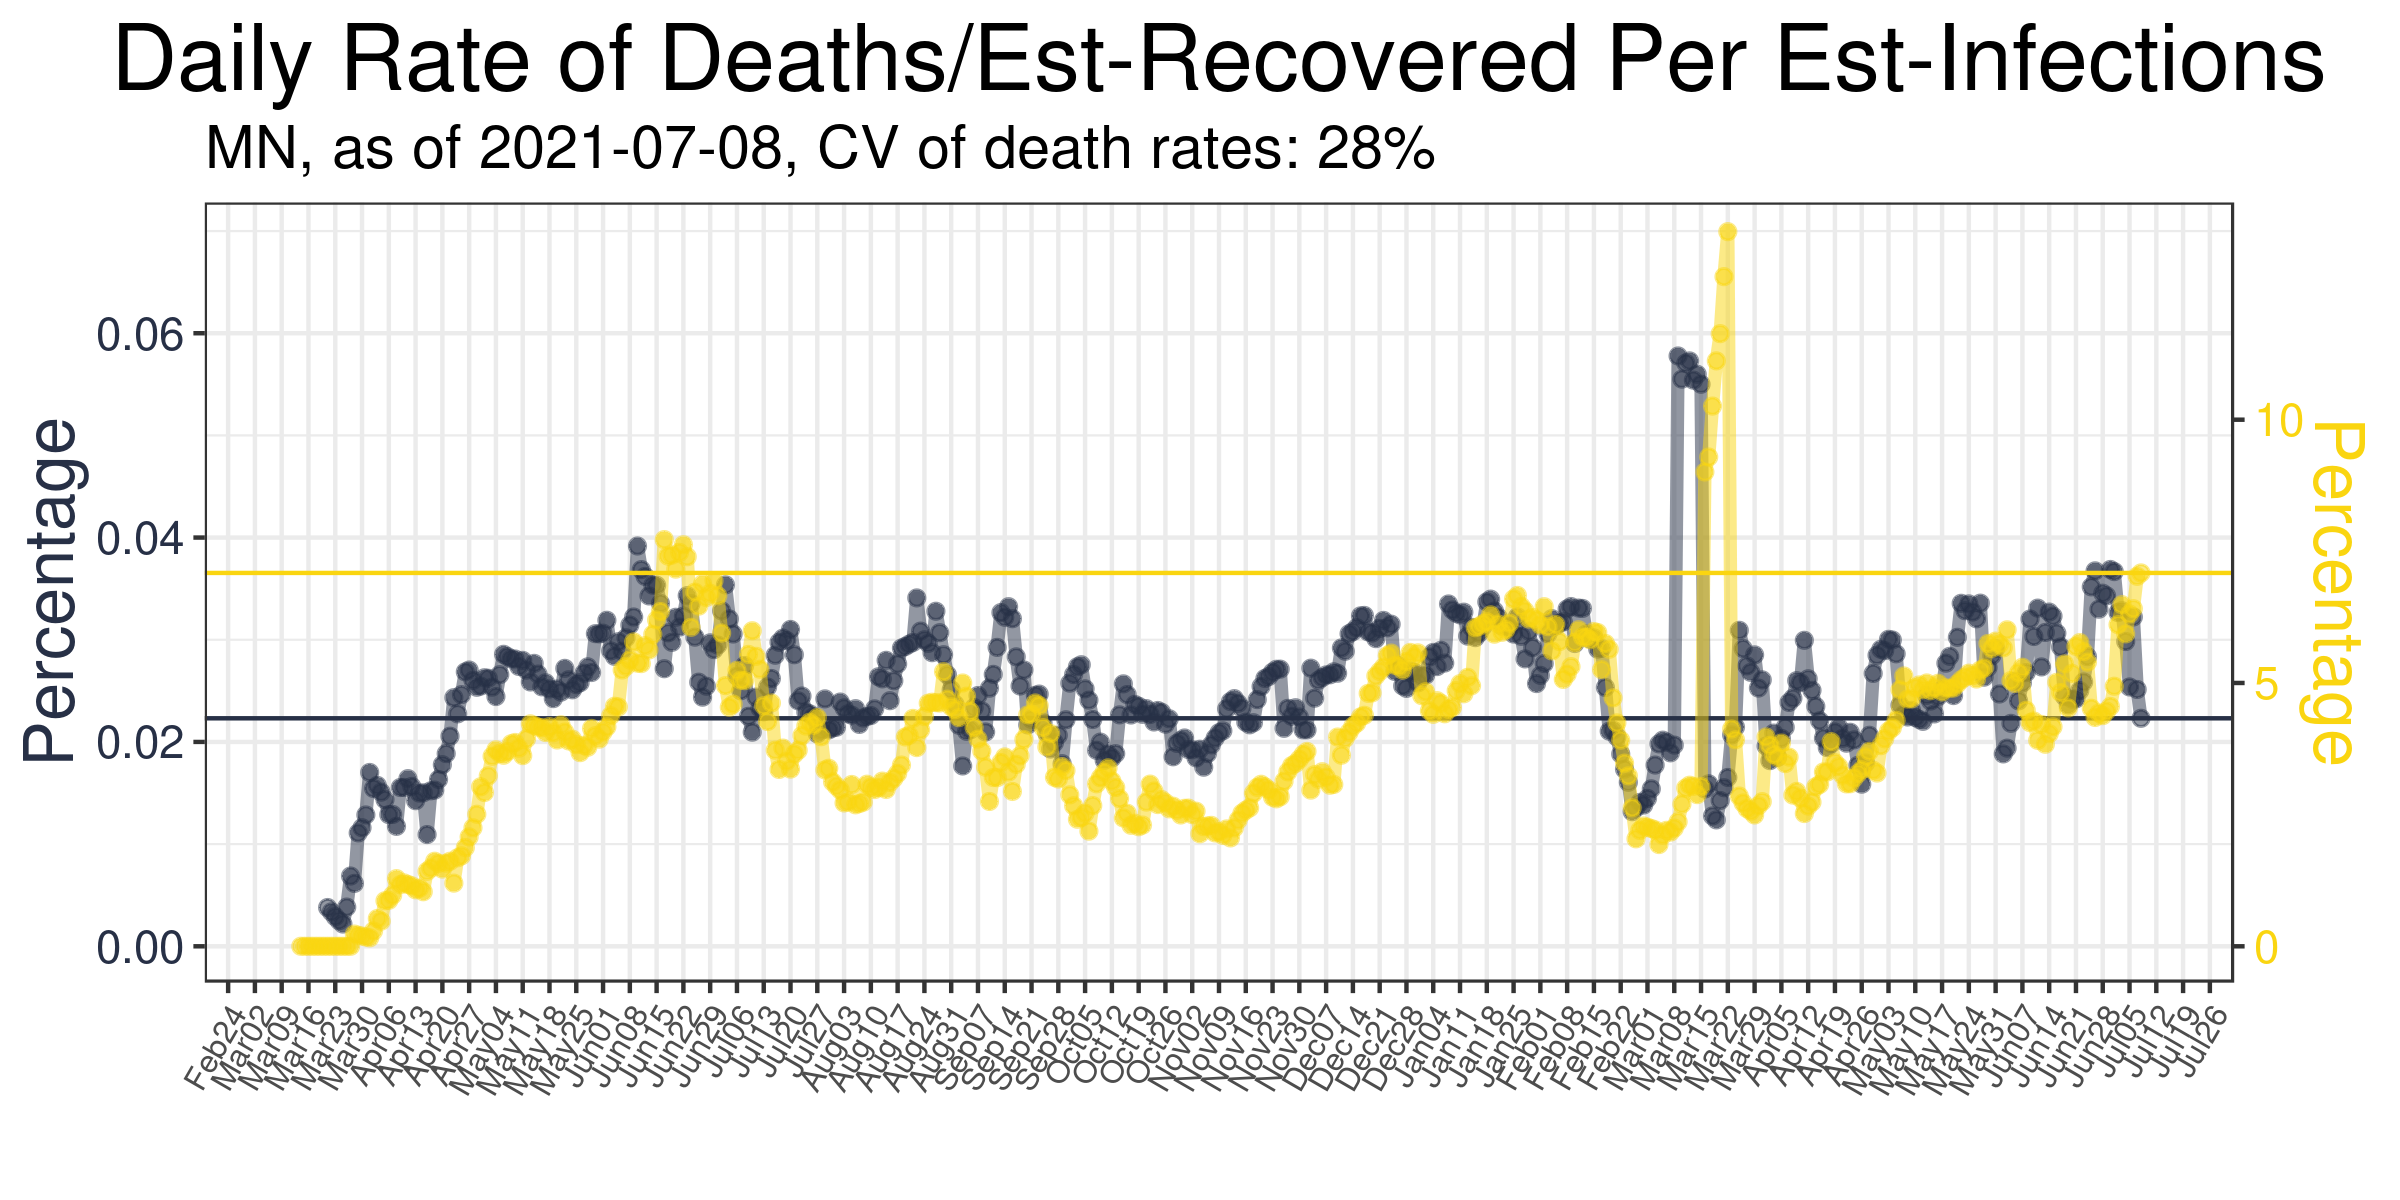 Daily Rate of Deaths/Est-Recovered Per Est-Infections
MN, as of 2021-07-08, CV of death rates: 28%
Percentage
0.06
0.04
0.02
0.00
10
5
0
Percentage
Feb24
Mar02
Mar09
Mar16
Mar23
Mar30
Apr06
Apr13
Apr20
Apr27
May04
May11
May18
May25
Jun01
Jun08
Jun15
Jun22
Jun29
Jul06
Jul13
Jul20
Jul27
Aug03
Aug10
Aug17
Aug24
Aug31
Sep07
Sep14
Sep21
Sep28
Oct05
Oct12
Oct19
Oct26
Nov02
Nov09
Nov16
Nov23
Nov30
Dec07
Dec14
Dec21
Dec28
Jan04
Jan11
Jan18
Jan25
Feb01
Feb08
Feb15
Feb22
Mar01
Mar08
Mar15
Mar22
Mar29
Apr05
Apr12
Apr19
Apr26
May03
May10
May17
May24
May31
Jun07
Jun14
Jun21
Jun28
Jul05
Jul12
Jul19
Jul26